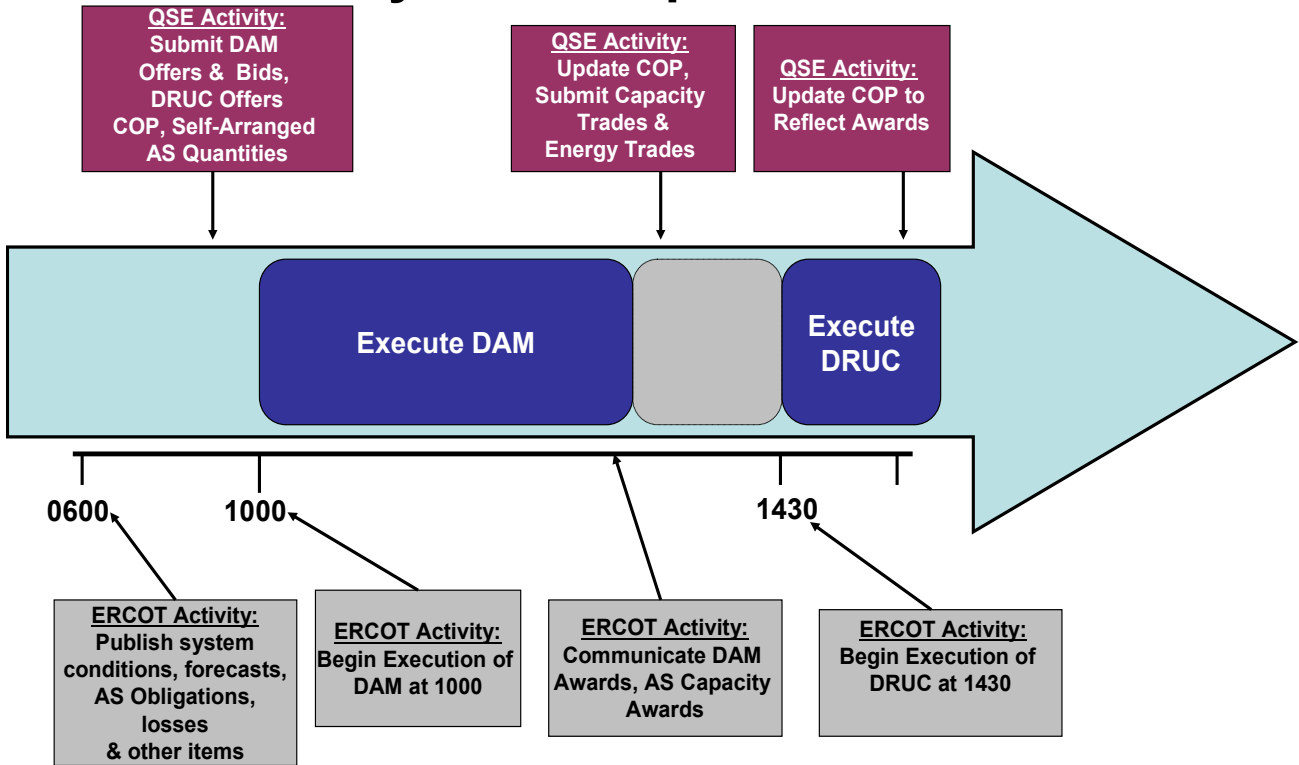 QSE Activity:
Submit DAM
Offers & Bids,
DRUC Offers
COP, Self-Arranged
AS Quantities
QSE Activity:
Update COP,
Submit Capacity
Trades &
Energy Trades
QSE Activity:
Update COP to
Reflect Awards
Execute DAM
Execute
DRUC
0600
1000
1430
ERCOT Activity:
Publish system
conditions, forecasts,
AS Obligations,
losses
& other items
ERCOT Activity:
Begin Execution of
DAM at 1000
ERCOT Activity:
Communicate DAM
Awards, AS Capacity
Awards
ERCOT Activity:
Begin Execution of
DRUC at 1430